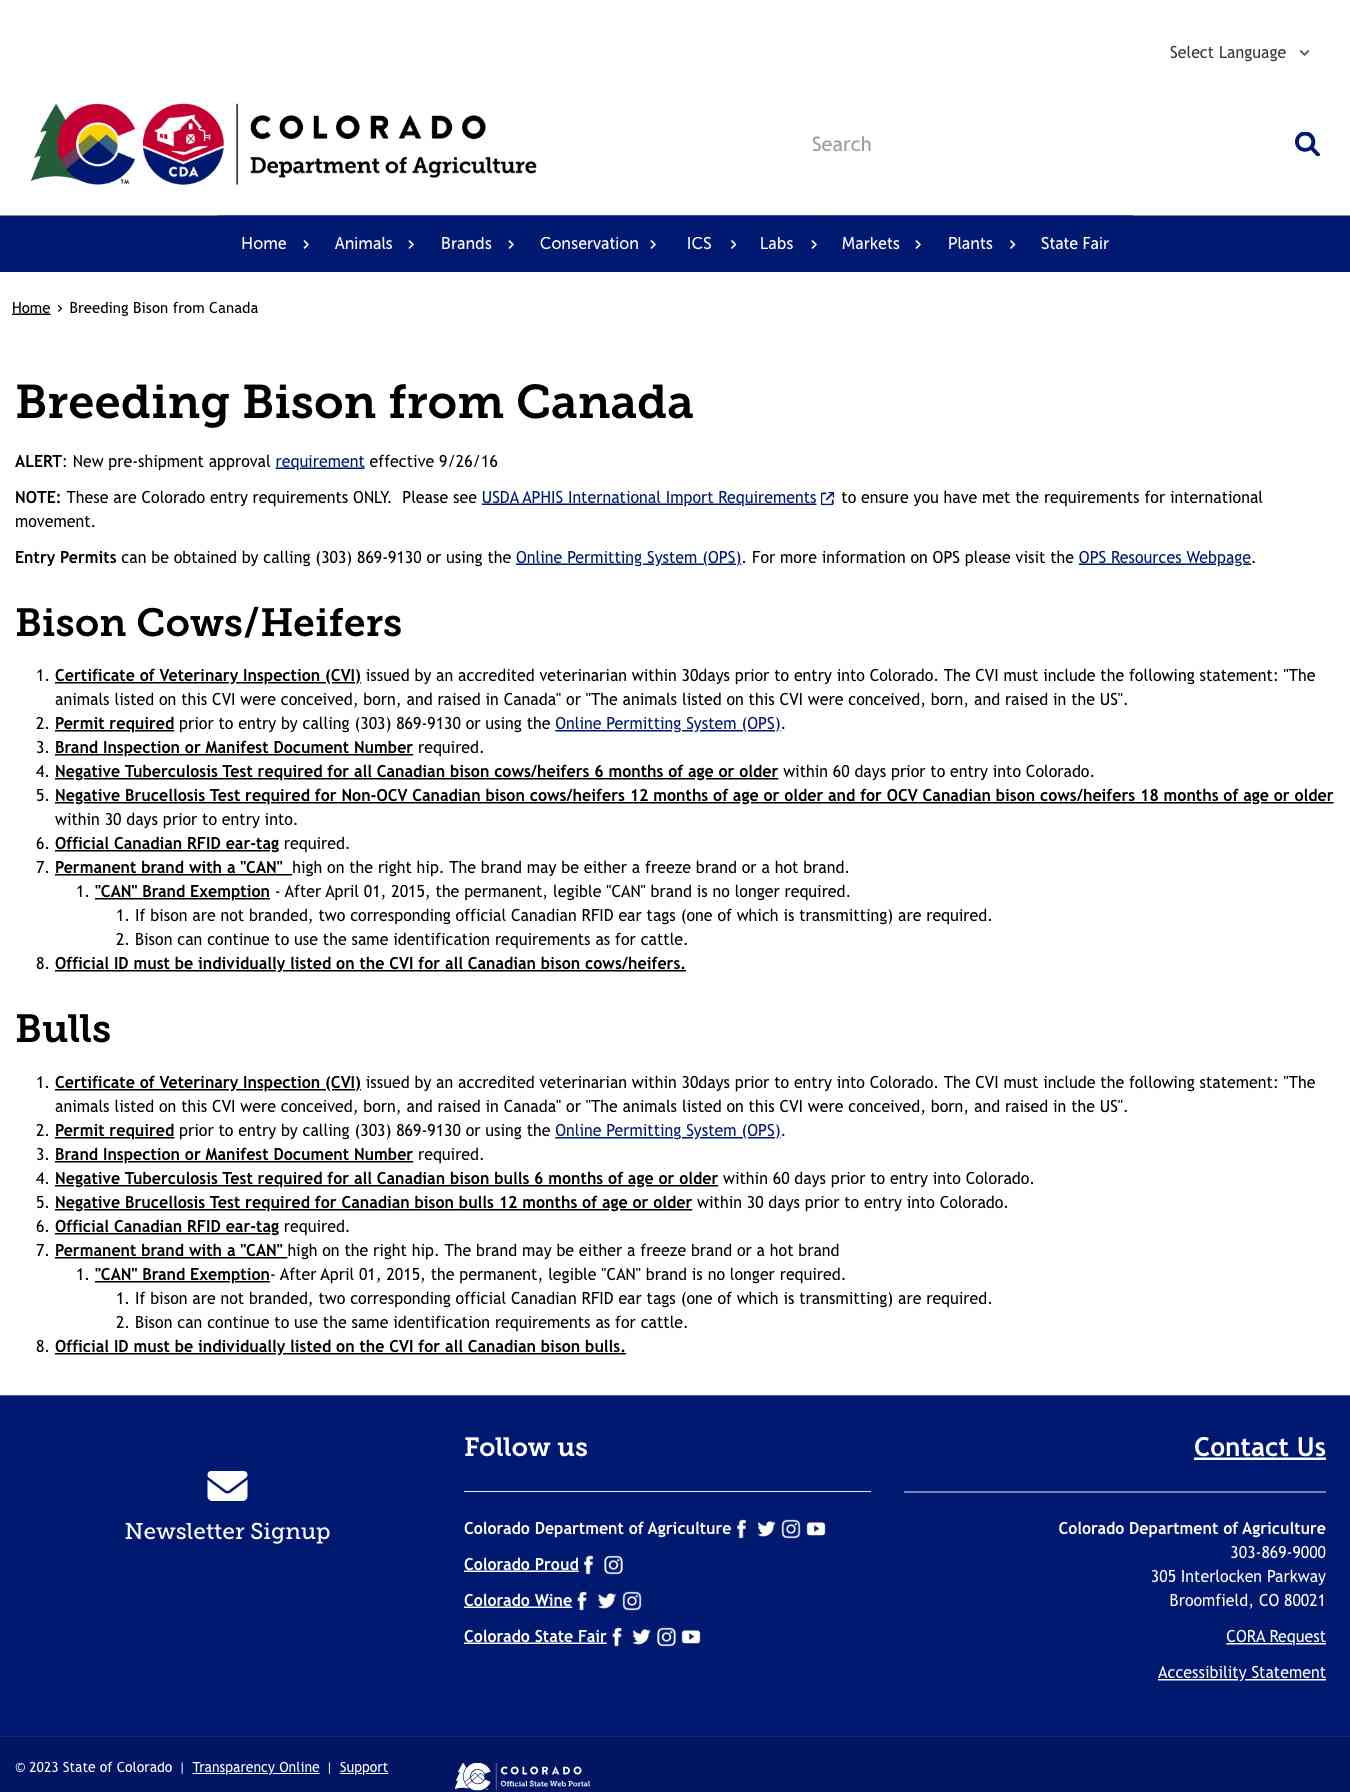 Select Language
COLORADO
Department of Agriculture
CDA
TM
Search
Home Animals Brands Conservation ICS Labs Markets Plants State Fair
Home › Breeding Bison from Canada
Breeding Bison from Canada
ALERT: New pre-shipment approval requirement effective 9/26/16
NOTE: These are Colorado entry requirements ONLY.  Please see USDA APHIS International Import Requirements to ensure you have met the requirements for international
movement.
Entry Permits can be obtained by calling (303) 869-9130 or using the Online Permitting System (OPS). For more information on OPS please visit the OPS Resources Webpage.
Bison Cows/Heifers
1. Certificate of Veterinary Inspection (CVI) issued by an accredited veterinarian within 30days prior to entry into Colorado. The CVI must include the following statement: "The
animals listed on this CVI were conceived, born, and raised in Canada" or "The animals listed on this CVI were conceived, born, and raised in the US".
2. Permit required prior to entry by calling (303) 869-9130 or using the Online Permitting System (OPS).
3. Brand Inspection or Manifest Document Number required.
4. Negative Tuberculosis Test required for all Canadian bison cows/heifers 6 months of age or older within 60 days prior to entry into Colorado.
5. Negative Brucellosis Test required for Non-OCV Canadian bison cows/heifers 12 months of age or older and for OCV Canadian bison cows/heifers 18 months of age or older
within 30 days prior to entry into.
6. Official Canadian RFID ear-tag required.
7. Permanent brand with a "CAN"  high on the right hip. The brand may be either a freeze brand or a hot brand.
1. "CAN" Brand Exemption - After April 01, 2015, the permanent, legible "CAN" brand is no longer required.
1. If bison are not branded, two corresponding official Canadian RFID ear tags (one of which is transmitting) are required.
2. Bison can continue to use the same identification requirements as for cattle.
8. Official ID must be individually listed on the CVI for all Canadian bison cows/heifers.
Bulls
1. Certificate of Veterinary Inspection (CVI) issued by an accredited veterinarian within 30days prior to entry into Colorado. The CVI must include the following statement: "The
animals listed on this CVI were conceived, born, and raised in Canada" or "The animals listed on this CVI were conceived, born, and raised in the US".
2. Permit required prior to entry by calling (303) 869-9130 or using the Online Permitting System (OPS).
3. Brand Inspection or Manifest Document Number required.
4. Negative Tuberculosis Test required for all Canadian bison bulls 6 months of age or older within 60 days prior to entry into Colorado.
5. Negative Brucellosis Test required for Canadian bison bulls 12 months of age or older within 30 days prior to entry into Colorado.
6. Official Canadian RFID ear-tag required.
7. Permanent brand with a "CAN" high on the right hip. The brand may be either a freeze brand or a hot brand
1. "CAN" Brand Exemption- After April 01, 2015, the permanent, legible "CAN" brand is no longer required.
1. If bison are not branded, two corresponding official Canadian RFID ear tags (one of which is transmitting) are required.
2. Bison can continue to use the same identification requirements as for cattle.
8. Official ID must be individually listed on the CVI for all Canadian bison bulls.
Newsletter Signup
Follow us
Colorado Department of Agriculture
Colorado Proud
Colorado Wine
Colorado State Fair
Contact Us
Colorado Department of Agriculture
303-869-9000
305 Interlocken Parkway
Broomfield, CO 80021
CORA Request
Accessibility Statement
© 2023 State of Colorado | Transparency Online | Support
COLORADO
Official State Web Portal